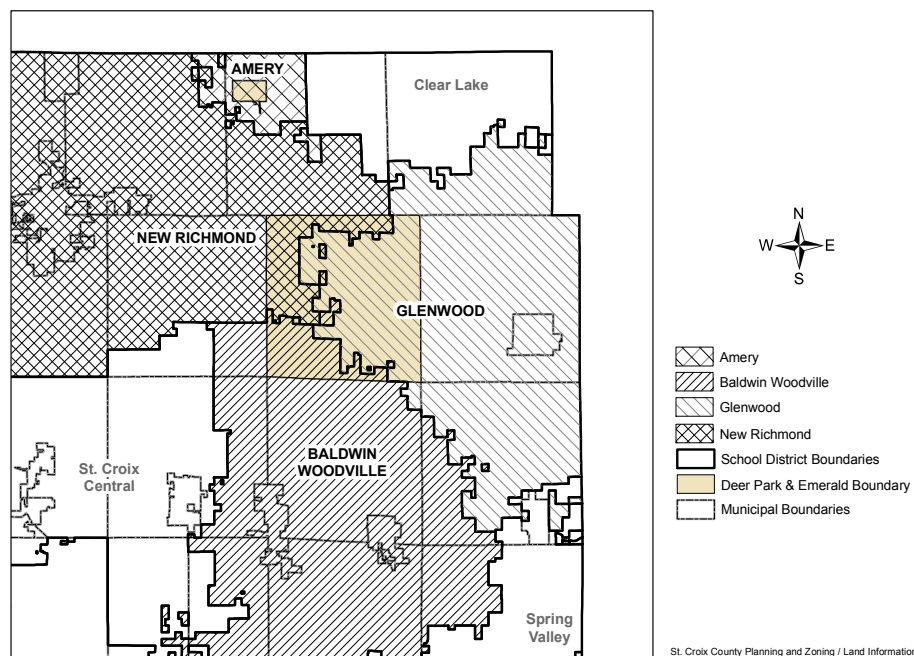 AMERY
Clear Lake
NEW RICHMOND
GLENWOOD
BALDWIN
WOODVILLE
St. Croix
Central
Spring
Valley
N
W
E
S
Amery
Baldwin Woodville
Glenwood
New Richmond
School District Boundaries
Deer Park & Emerald Boundary
Municipal Boundaries
St. Croix County Planning and Zoning / Land Information